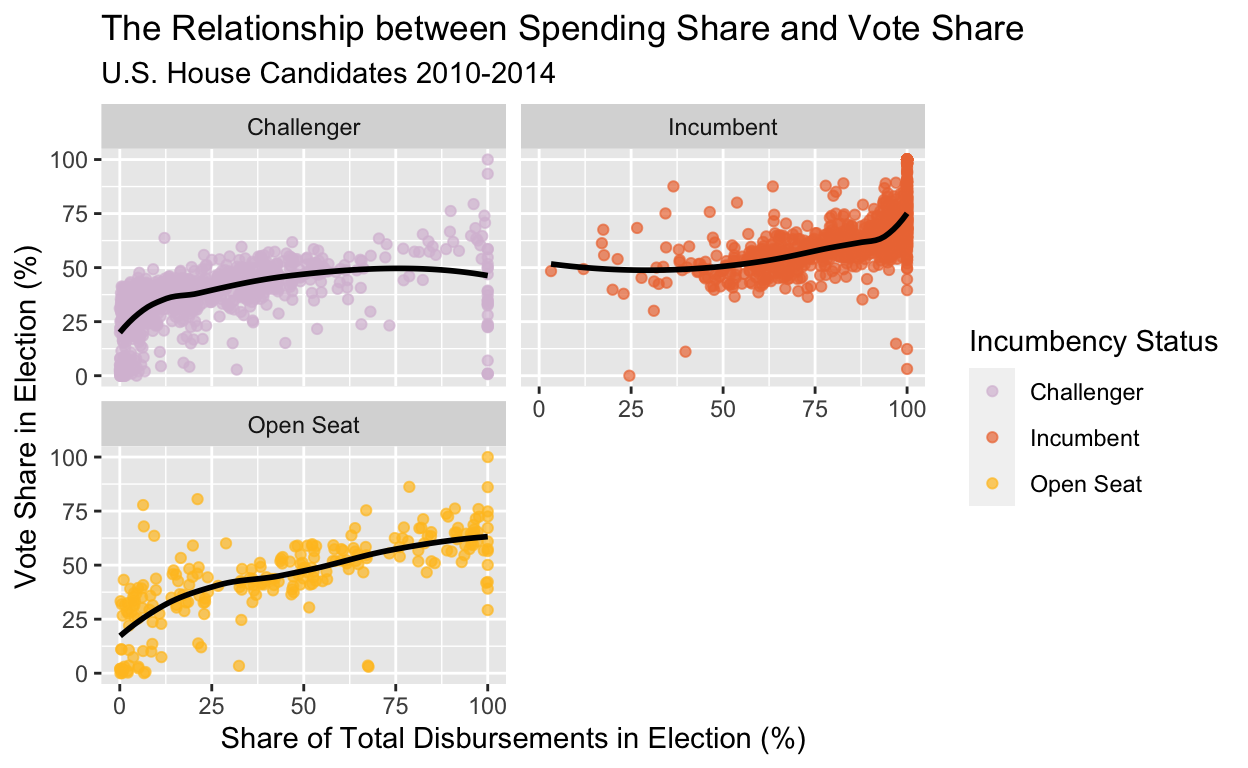 The Relationship between Spending Share and Vote Share
U.S. House Candidates 2010-2014
Challenger
Incumbent
100
75
50
25
0
0
25
50
75
100
Open Seat
100
75
50
25
0
0
25
50
75
100
Vote Share in Election (%)
Share of Total Disbursements in Election (%)
Incumbency Status
Challenger
Incumbent
Open Seat